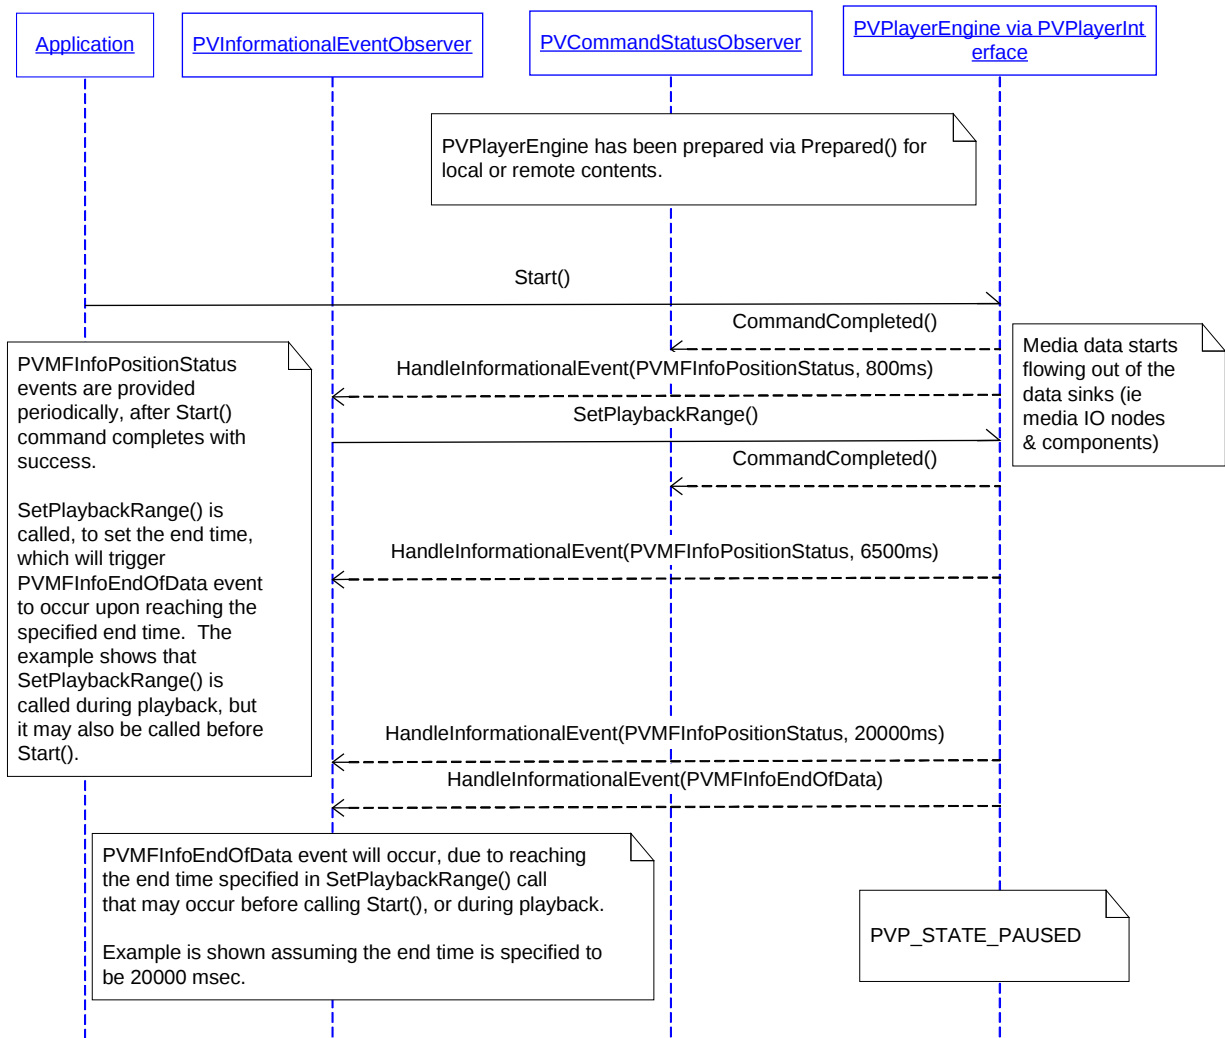 Application
PVInformationalEventObserver
PVCommandStatusObserver
PVPlayerEngine via PVPlayerInt
erface
PVPlayerEngine has been prepared via Prepared() for
local or remote contents.
Start()
CommandCompleted()
HandleInformationalEvent(PVMFInfoPositionStatus, 800ms)
SetPlaybackRange()
CommandCompleted()
HandleInformationalEvent(PVMFInfoPositionStatus, 6500ms)
HandleInformationalEvent(PVMFInfoPositionStatus, 20000ms)
HandleInformationalEvent(PVMFInfoEndOfData)
Media data starts
flowing out of the
data sinks (ie
media IO nodes
& components)
PVMFInfoPositionStatus
events are provided
periodically, after Start()
command completes with
success.
SetPlaybackRange() is
called, to set the end time,
which will trigger
PVMFInfoEndOfData event
to occur upon reaching the
specified end time.  The
example shows that
SetPlaybackRange() is
called during playback, but
it may also be called before
Start().
PVMFInfoEndOfData event will occur, due to reaching
the end time specified in SetPlaybackRange() call
that may occur before calling Start(), or during playback.
Example is shown assuming the end time is specified to
be 20000 msec.
PVP_STATE_PAUSED